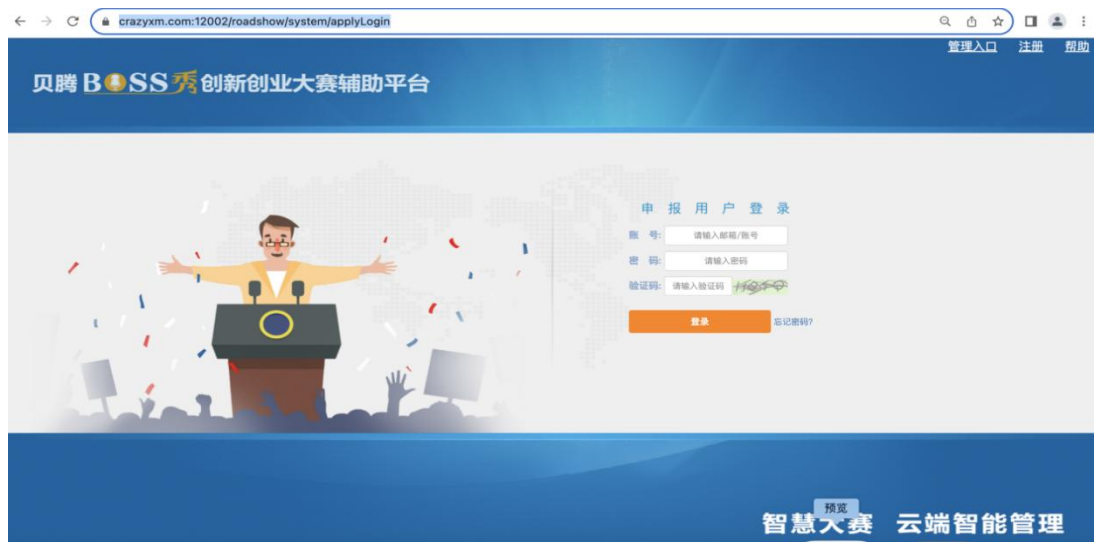 crazyxm.com:12002/roadshow/system/applyLogin
管理入口 注册 帮助
贝腾 BOSS秀 创新创业大赛辅助平台
申报用户登录
账 号: 请输入邮箱/账号
密 码: 请输入密码
验证码: 请输入验证码
登录 忘记密码?
预览
智慧大赛 云端智能管理